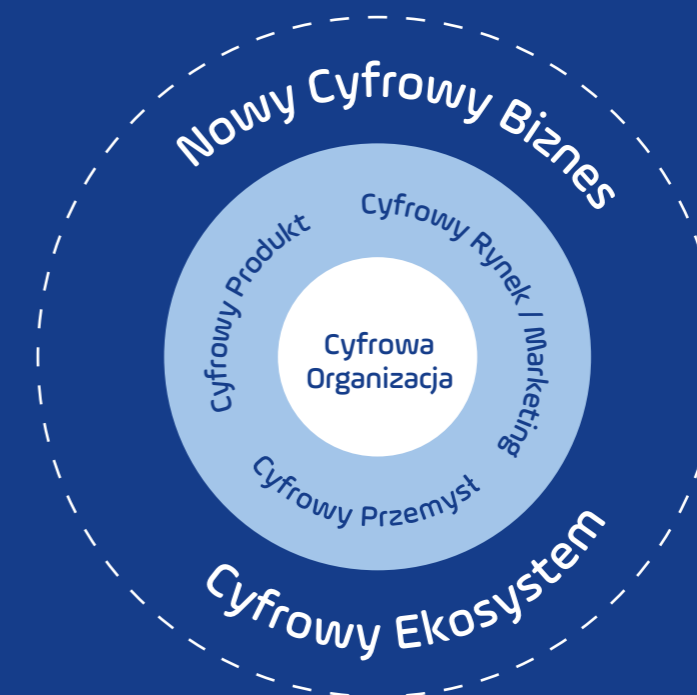 Nowy Cyfrowy Biznes
Cyfrowy Produkt
Cyfrowy Rynek / Marketing
Cyfrowa
Organizacja
Cyfrowy Przemysł
Cyfrowy Ekosystem